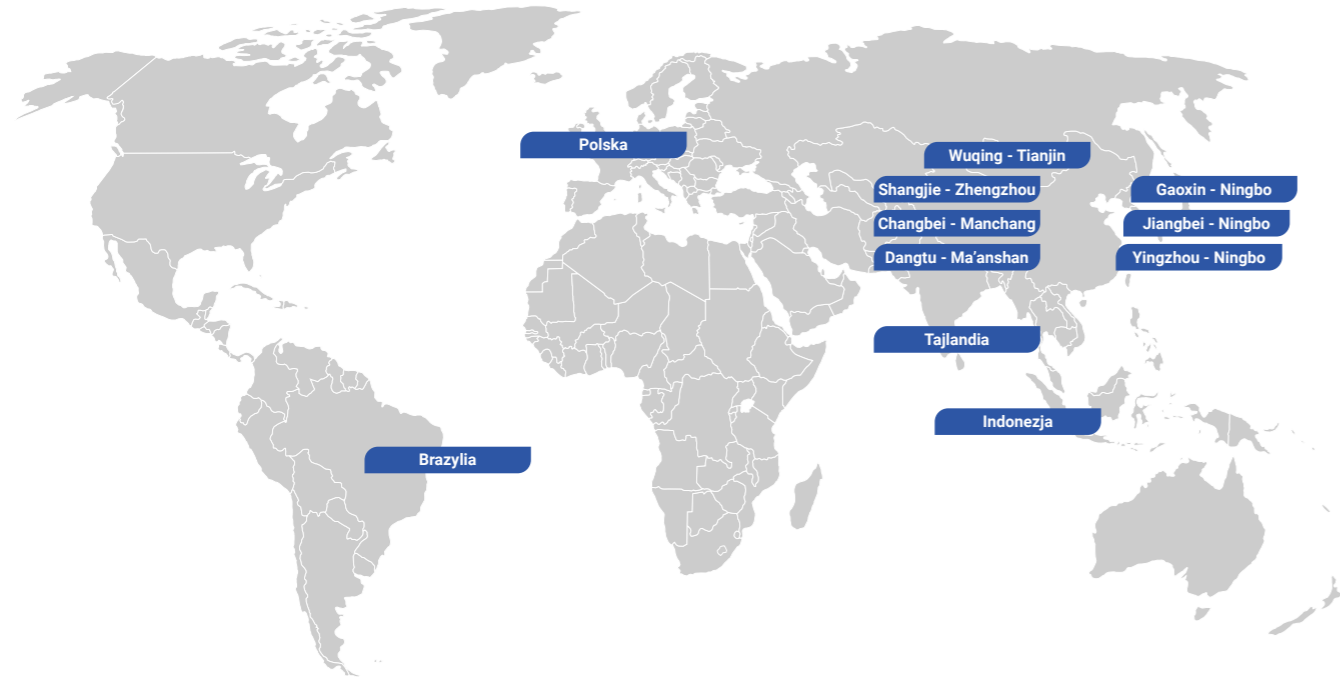 Polska
Wuqing - Tianjin
Shangjie - Zhengzhou
Gaoxin - Ningbo
Changbei - Manchang
Jiangbei - Ningbo
Dangtu - Ma’anshan
Yingzhou - Ningbo
Tajlandia
Indonezja
Brazylia